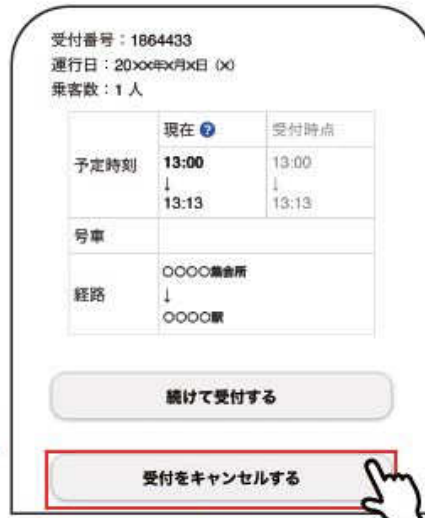 受付番号：1864433
運行日：20××年×月×日（×）
乗客数：1人
現在 ? 受付時点
予定時刻 13:00 13:00
↓ ↓
13:13 13:13
号車
経路 ○○○○集会所
↓
○○○○駅
続けて受付する
受付をキャンセルする